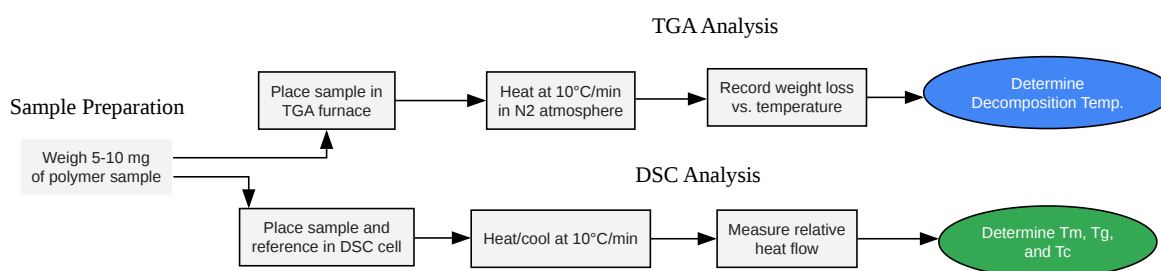 TGA Analysis
Place sample in
TGA furnace
Heat at 10°C/min
in N2 atmosphere
Record weight loss
vs. temperature
Determine
Decomposition Temp.
Sample Preparation
Weigh 5-10 mg
of polymer sample
DSC Analysis
Place sample and
reference in DSC cell
Heat/cool at 10°C/min
Measure relative
heat flow
Determine Tm, Tg,
and Tc